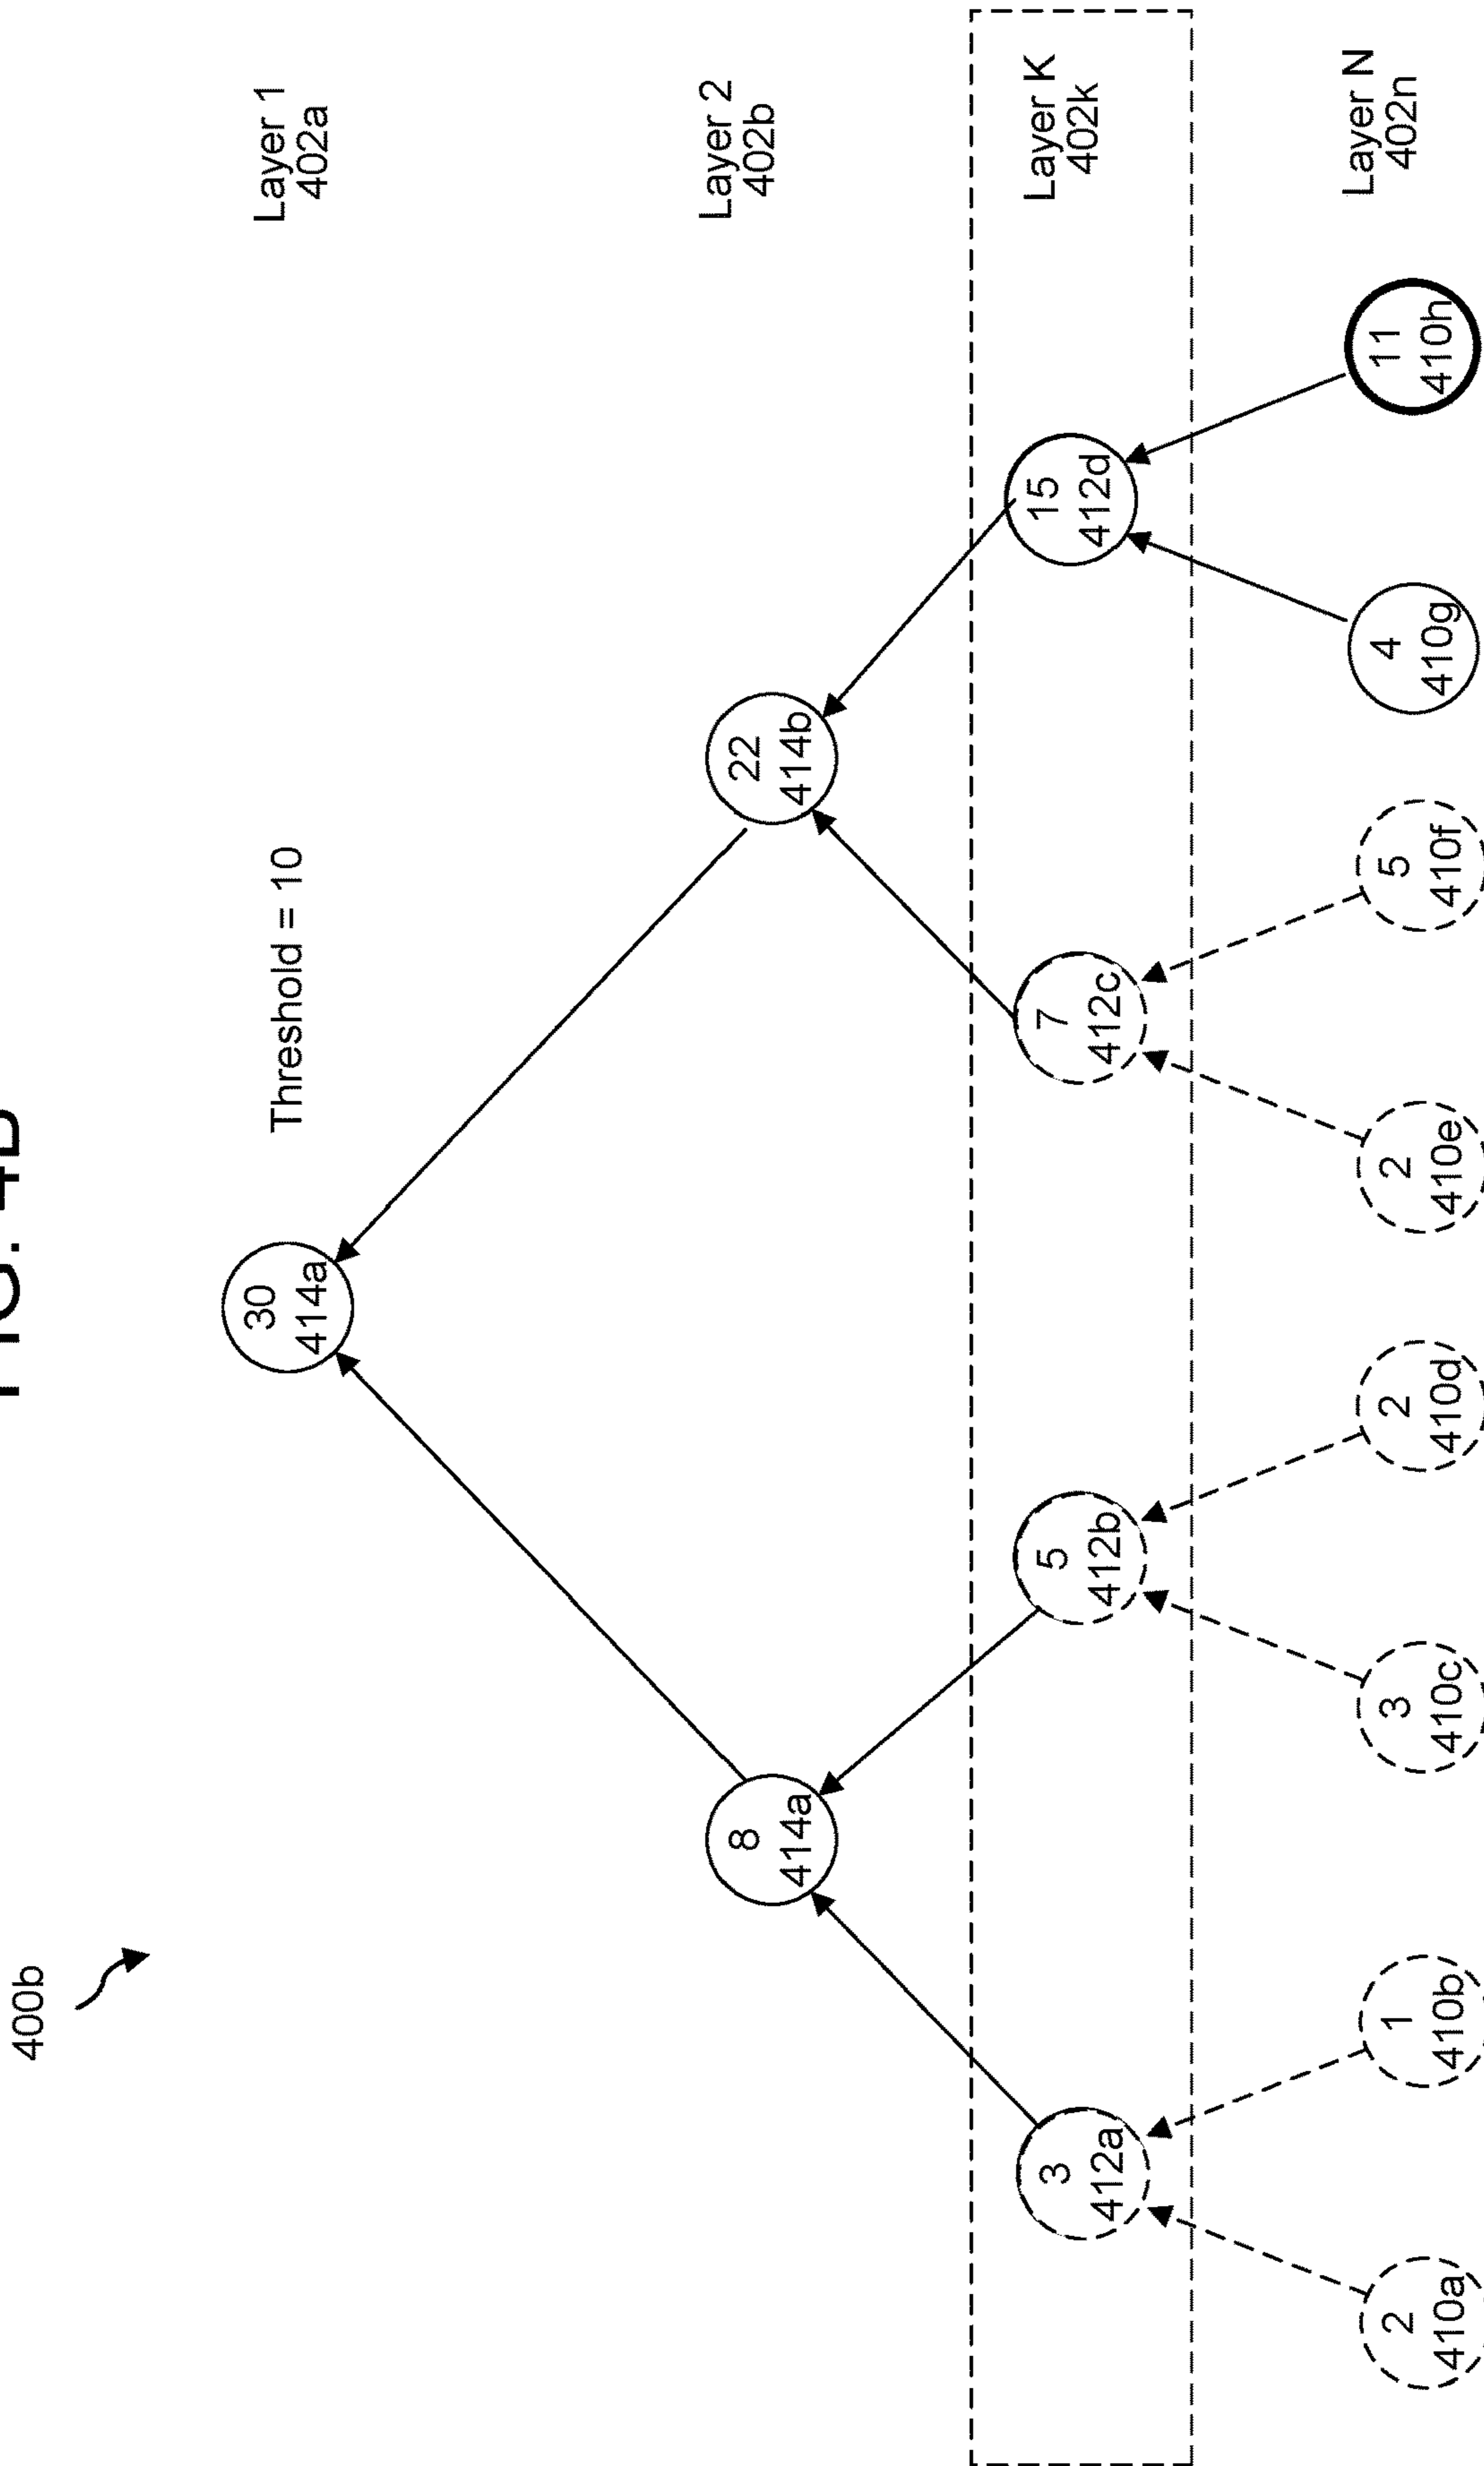 FIG. 4B
400b
Layer 1
402a
Threshold = 10
30
414a
Layer 2
402b
8
414a
22
414b
Layer K
402k
3
412a
5
412b
7
412c
15
412d
Layer N
402n
2
410a
1
410b
3
410c
2
410d
2
410e
5
410f
4
410g
11
410h